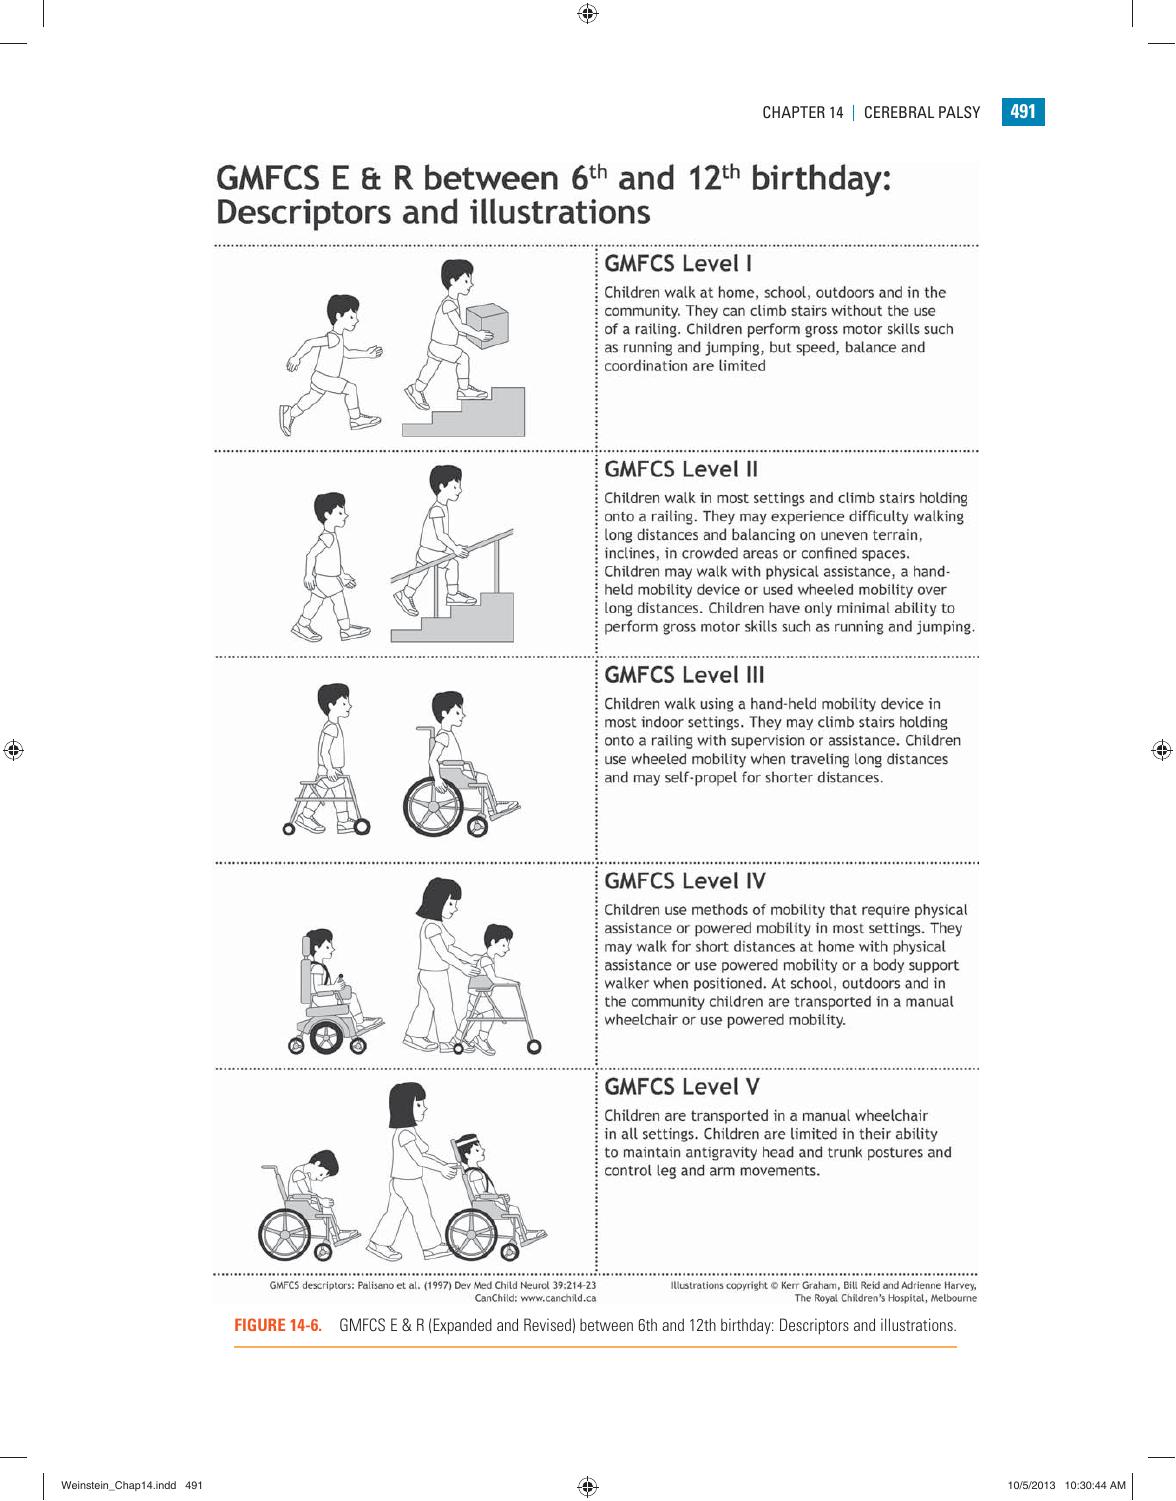 CHAPTER 14 | CEREBRAL PALSY 491
GMFCS E & R between 6th and 12th birthday:
Descriptors and illustrations
GMFCS Level I
Children walk at home, school, outdoors and in the
community. They can climb stairs without the use
of a railing. Children perform gross motor skills such
as running and jumping, but speed, balance and
coordination are limited
GMFCS Level II
Children walk in most settings and climb stairs holding
onto a railing. They may experience difficulty walking
long distances and balancing on uneven terrain,
inclines, in crowded areas or confined spaces.
Children may walk with physical assistance, a hand-
held mobility device or used wheeled mobility over
long distances. Children have only minimal ability to
perform gross motor skills such as running and jumping.
GMFCS Level III
Children walk using a hand-held mobility device in
most indoor settings. They may climb stairs holding
onto a railing with supervision or assistance. Children
use wheeled mobility when traveling long distances
and may self-propel for shorter distances.
GMFCS Level IV
Children use methods of mobility that require physical
assistance or powered mobility in most settings. They
may walk for short distances at home with physical
assistance or use powered mobility or a body support
walker when positioned. At school, outdoors and in
the community children are transported in a manual
wheelchair or use powered mobility.
GMFCS Level V
Children are transported in a manual wheelchair
in all settings. Children are limited in their ability
to maintain antigravity head and trunk postures and
control leg and arm movements.
GMFCS descriptors: Palisano et al. (1997) Dev Med Child Neurol 39:214-23
CanChild: www.canchild.ca
Illustrations copyright © Kerr Graham, Bill Reid and Adrienne Harvey,
The Royal Children's Hospital, Melbourne
FIGURE 14-6. GMFCS E & R (Expanded and Revised) between 6th and 12th birthday: Descriptors and illustrations.
Weinstein_Chap14.indd 491
10/5/2013 10:30:44 AM